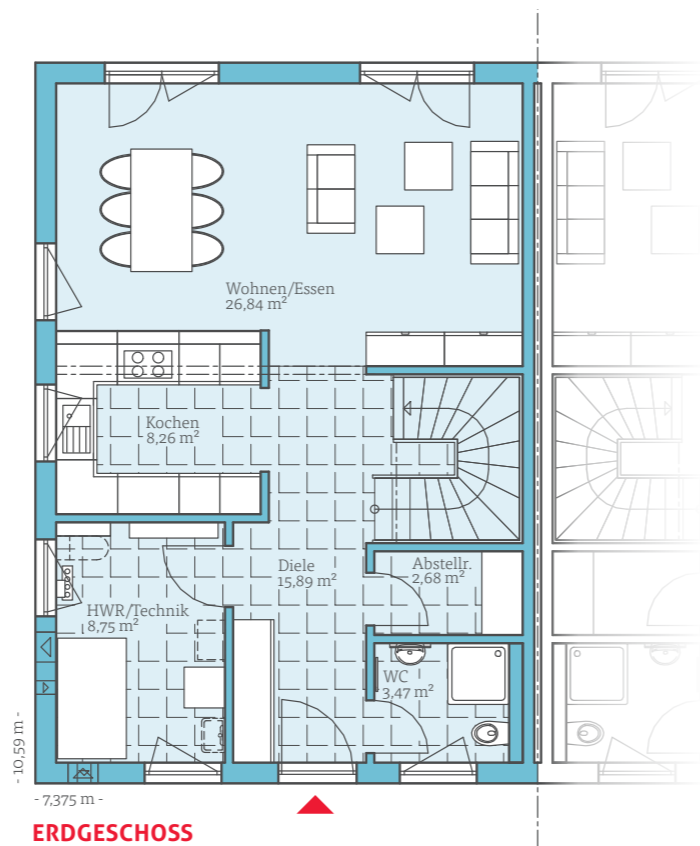 Wohnen/Essen
26,84 m²
Kochen
8,26 m²
Diele
15,89 m²
Abstellr.
2,68 m²
HWR/Technik
8,75 m²
WC
3,47 m²
- 10,59 m -
- 7,375 m -
ERDGESCHOSS